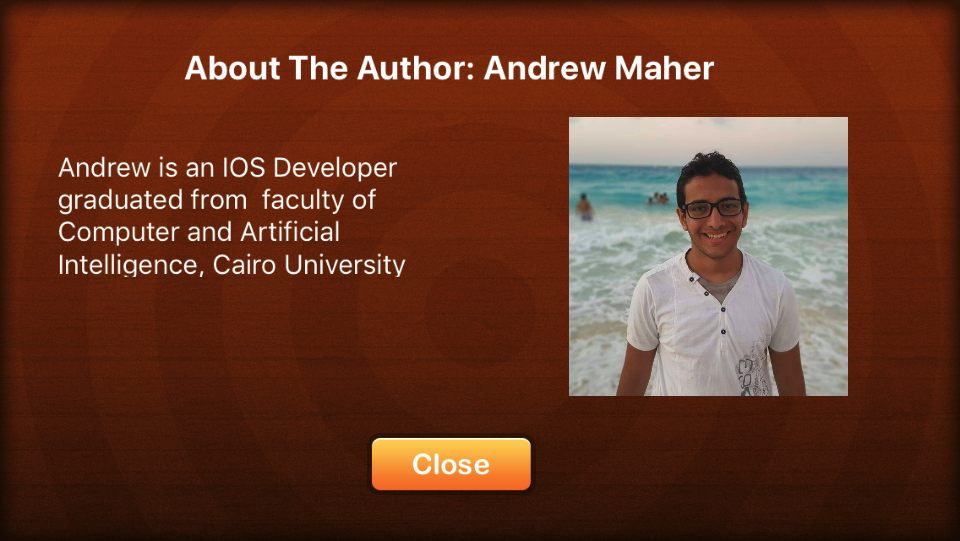 About The Author: Andrew Maher
Andrew is an IOS Developer
graduated from  faculty of
Computer and Artificial
Intelligence, Cairo University
Close